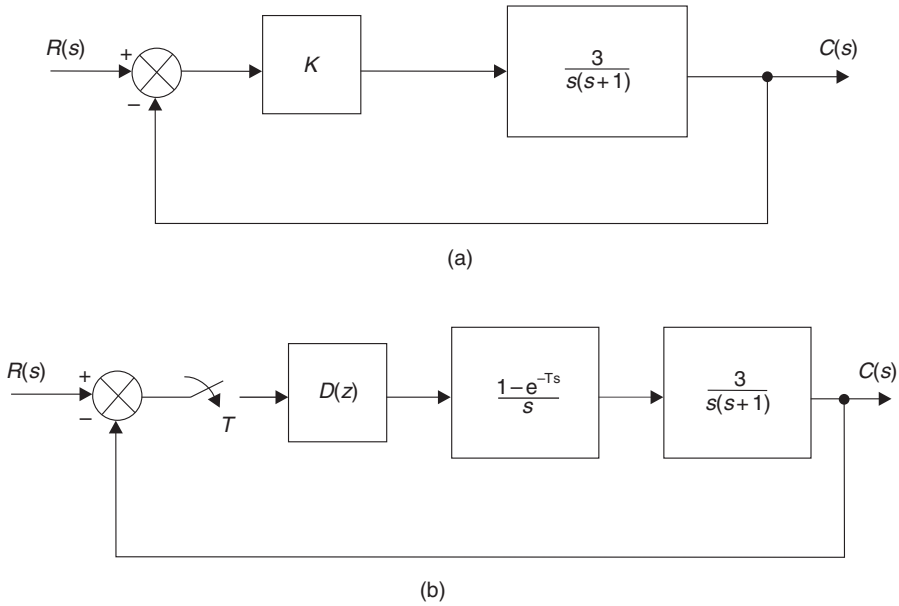 R(s)
+
−
K
3
s(s+1)
C(s)
(a)
R(s)
+
−
T
D(z)
1−e^−Ts
s
3
s(s+1)
C(s)
(b)